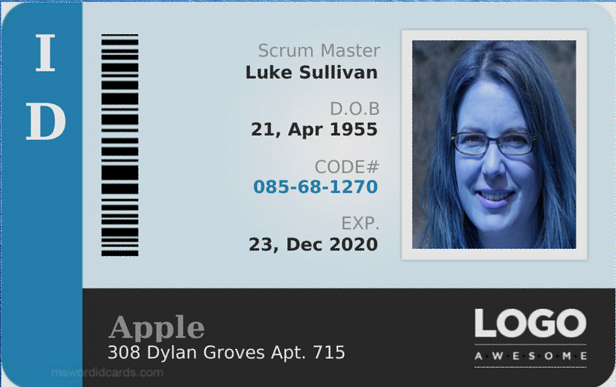 I
D
Scrum Master
Luke Sullivan
D.O.B
21, Apr 1955
CODE#
085-68-1270
EXP.
23, Dec 2020
Apple
308 Dylan Groves Apt. 715
LOGO
AWESOME
mswordidcards.com